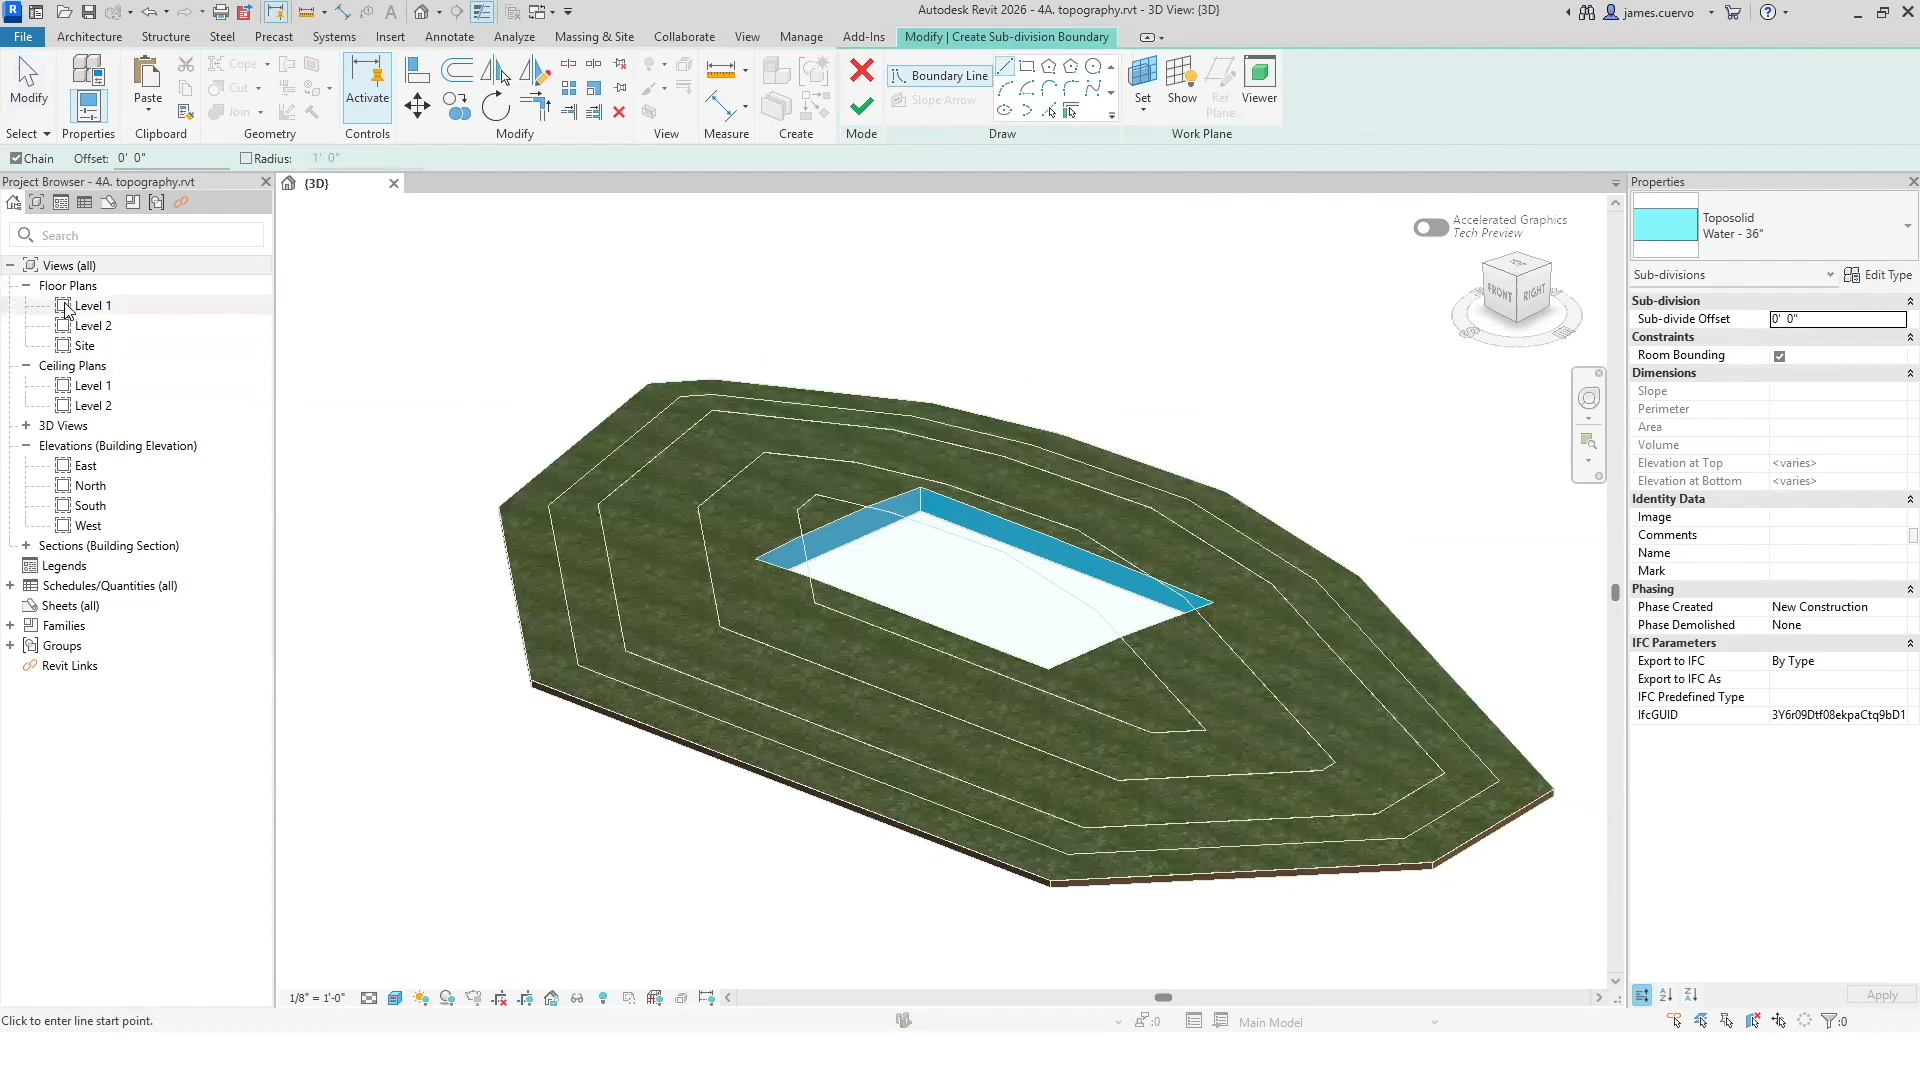 Autodesk Revit 2026 - 4A. topography.rvt - 3D View: {3D}
james.cuervo
File Architecture Structure Steel Precast Systems Insert Annotate Analyze Massing & Site Collaborate View Manage Add-Ins Modify | Create Sub-division Boundary
Modify
Paste
Cope
Cut
Join
Activate
Boundary Line
Slope Arrow
Set
Show
Ref Plane
Viewer
Select Properties Clipboard Geometry Controls Modify View Measure Create Mode Draw Work Plane
Chain Offset: 0' 0" Radius: 1' 0"
Project Browser - 4A. topography.rvt
{3D}
Properties
Search
Views (all)
Floor Plans
Level 1
Level 2
Site
Ceiling Plans
Level 1
Level 2
3D Views
Elevations (Building Elevation)
East
North
South
West
Sections (Building Section)
Legends
Schedules/Quantities (all)
Sheets (all)
Families
Groups
Revit Links
Accelerated Graphics
Tech Preview
FRONT RIGHT
Toposolid
Water - 36"
Sub-divisions Edit Type
Sub-division
Sub-divide Offset 0' 0"
Constraints
Room Bounding
Dimensions
Slope
Perimeter
Area
Volume
Elevation at Top <varies>
Elevation at Bottom <varies>
Identity Data
Image
Comments
Name
Mark
Phasing
Phase Created New Construction
Phase Demolished None
IFC Parameters
Export to IFC By Type
Export to IFC As
IFC Predefined Type
IfcGUID 3Y6r09Dtf08ekpaCtq9bD1
1/8" = 1'-0"
Apply
Click to enter line start point.
:0
Main Model
:0